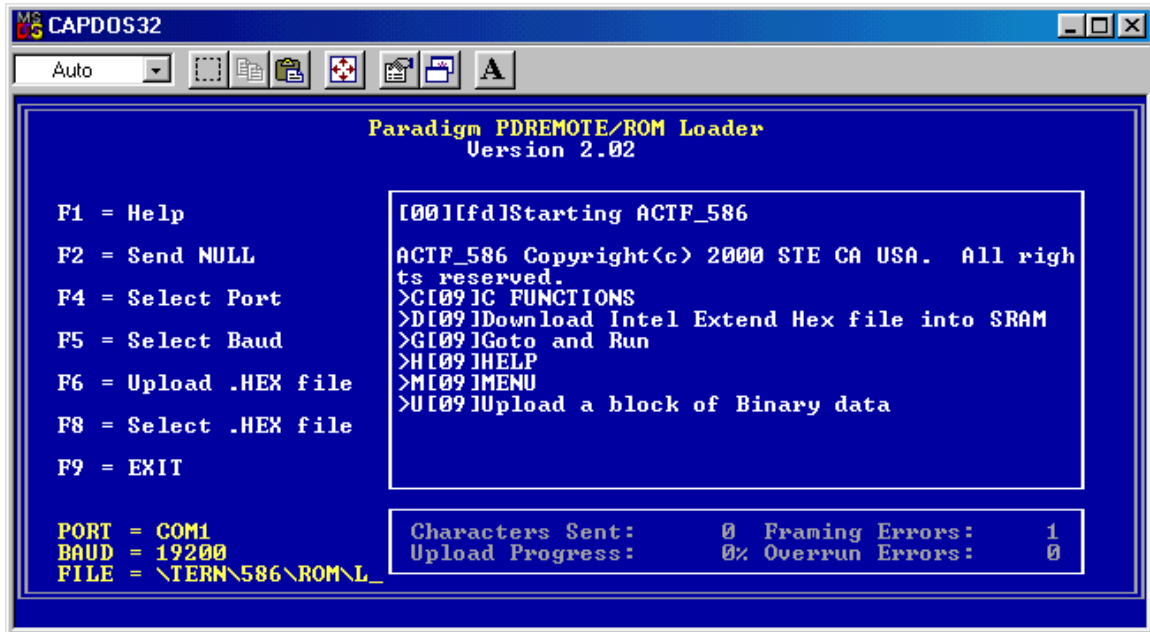 CAPDOS32
Auto
A
Paradigm PDREMOTE/ROM Loader
Version 2.02
F1 = Help
F2 = Send NULL
F4 = Select Port
F5 = Select Baud
F6 = Upload .HEX file
F8 = Select .HEX file
F9 = EXIT
[00][fd]Starting ACTF_586
ACTF_586 Copyright(c) 2000 STE CA USA.  All righ
ts reserved.
>C[09]C FUNCTIONS
>D[09]Download Intel Extend Hex file into SRAM
>G[09]Goto and Run
>H[09]HELP
>M[09]MENU
>U[09]Upload a block of Binary data
PORT = COM1
BAUD = 19200
FILE = \TERN\586\ROM\L_
Characters Sent: 0 Framing Errors: 1
Upload Progress: 0% Overrun Errors: 0